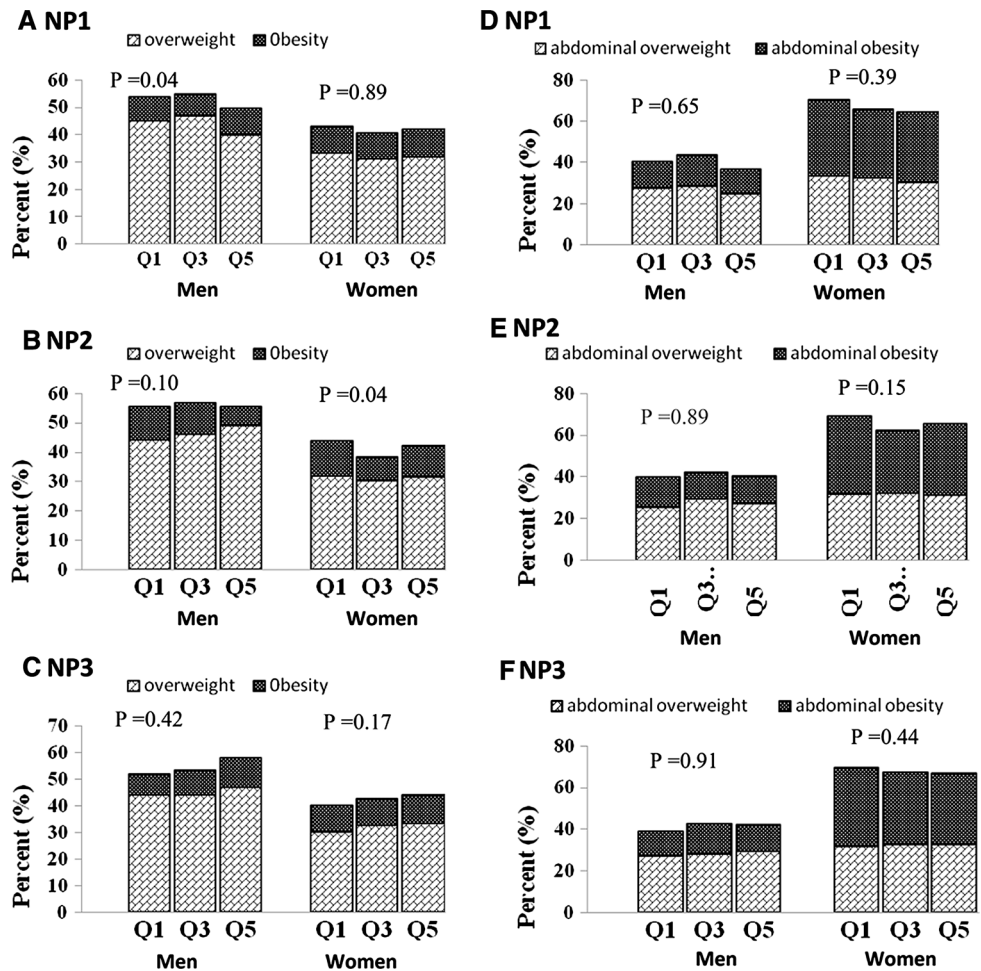 A NP1
overweight 0besity
P =0.04
P =0.89
Percent (%)
60
50
40
30
20
10
0
Q1 Q3 Q5 Q1 Q3 Q5
Men Women
B NP2
overweight 0besity
P =0.10
P =0.04
Percent (%)
60
50
40
30
20
10
0
Q1 Q3 Q5 Q1 Q3 Q5
Men Women
C NP3
overweight 0besity
P =0.42
P =0.17
Percent (%)
70
60
50
40
30
20
10
0
Q1 Q3 Q5 Q1 Q3 Q5
Men Women
D NP1
abdominal overweight abdominal obesity
P =0.65
P =0.39
Percent (%)
80
60
40
20
0
Q1 Q3 Q5 Q1 Q3 Q5
Men Women
E NP2
abdominal overweight abdominal obesity
P =0.89
P =0.15
Percent (%)
80
60
40
20
0
Q1 Q3.. Q5 Q1 Q3.. Q5
Men Women
F NP3
abdominal overweight abdominal obesity
P =0.91
P =0.44
Percent (%)
80
60
40
20
0
Q1 Q3 Q5 Q1 Q3 Q5
Men Women